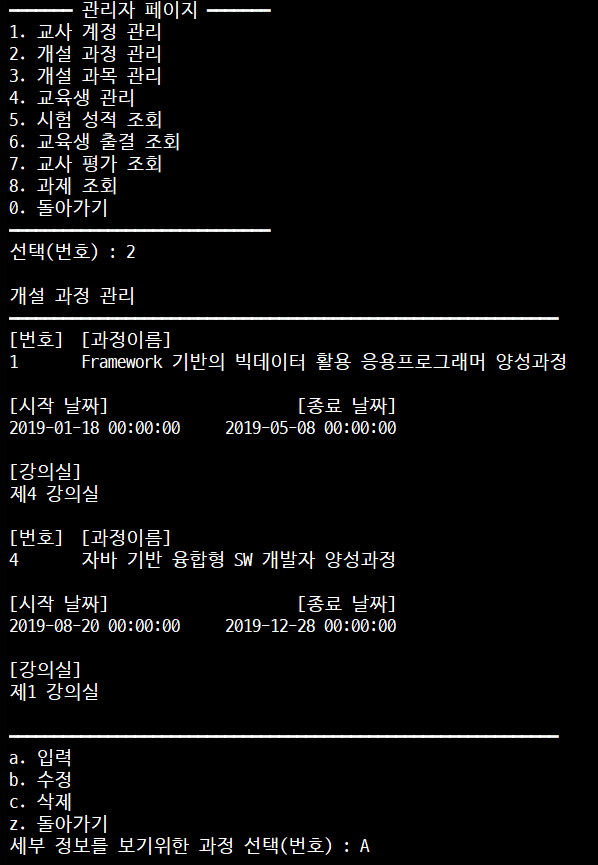 ━━━━━━━ 관리자 페이지 ━━━━━━━
1. 교사 계정 관리
2. 개설 과정 관리
3. 개설 과목 관리
4. 교육생 관리
5. 시험 성적 조회
6. 교육생 출결 조회
7. 교사 평가 조회
8. 과제 조회
0. 돌아가기
선택(번호) : 2
개설 과정 관리
[번호] [과정이름]
1 Framework 기반의 빅데이터 활용 응용프로그래머 양성과정
[시작 날짜] [종료 날짜]
2019-01-18 00:00:00 2019-05-08 00:00:00
[강의실]
제4 강의실
[번호] [과정이름]
4 자바 기반 융합형 SW 개발자 양성과정
[시작 날짜] [종료 날짜]
2019-08-20 00:00:00 2019-12-28 00:00:00
[강의실]
제1 강의실
a. 입력
b. 수정
c. 삭제
z. 돌아가기
세부 정보를 보기위한 과정 선택(번호) : A